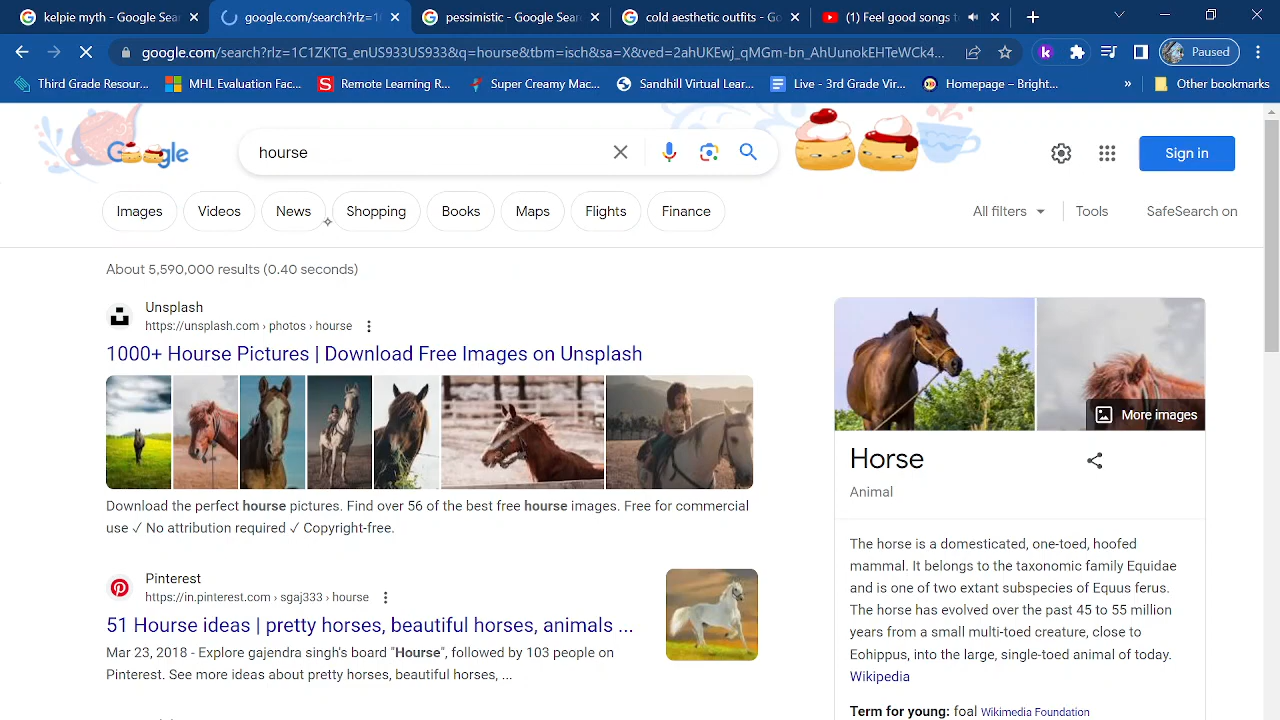 kelpie myth - Google Sea
google.com/search?rlz=1
pessimistic - Google Sear
cold aesthetic outfits - Go
(1) Feel good songs t
google.com/search?rlz=1C1ZKTG_enUS933US933&q=hourse&tbm=isch&sa=X&ved=2ahUKEwj_qMGm-bn_AhUunokEHTeWCk4...
Paused
Third Grade Resour...
MHL Evaluation Fac...
Remote Learning R...
Super Creamy Mac...
Sandhill Virtual Lear...
Live - 3rd Grade Vir...
Homepage – Bright...
»
Other bookmarks
Google
hourse
Sign in
Images
Videos
News
Shopping
Books
Maps
Flights
Finance
All filters
Tools
SafeSearch on
About 5,590,000 results (0.40 seconds)
Unsplash
https://unsplash.com › photos › hourse
1000+ Hourse Pictures | Download Free Images on Unsplash
Download the perfect hourse pictures. Find over 56 of the best free hourse images. Free for commercial
use ✓ No attribution required ✓ Copyright-free.
Pinterest
https://in.pinterest.com › sgaj333 › hourse
51 Hourse ideas | pretty horses, beautiful horses, animals ...
Mar 23, 2018 - Explore gajendra singh's board "Hourse", followed by 103 people on
Pinterest. See more ideas about pretty horses, beautiful horses, ...
More images
Horse
Animal
The horse is a domesticated, one-toed, hoofed
mammal. It belongs to the taxonomic family Equidae
and is one of two extant subspecies of Equus ferus.
The horse has evolved over the past 45 to 55 million
years from a small multi-toed creature, close to
Eohippus, into the large, single-toed animal of today.
Wikipedia
Term for young: foal Wikimedia Foundation